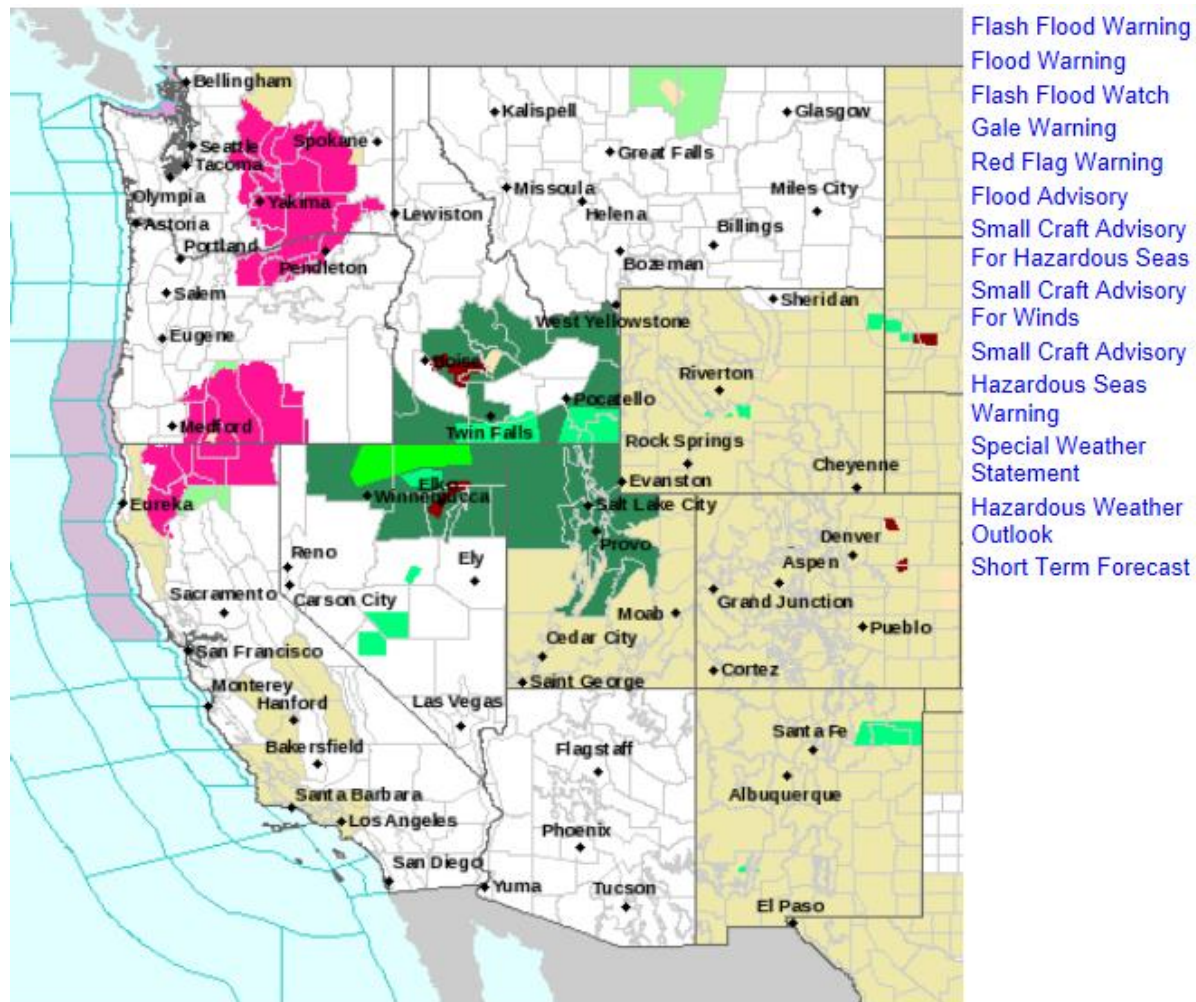 Bellingham
Seattle
Spokane
Tacoma
Olympia
Yakima
Astoria
Lewiston
Portland
Pendleton
Salem
Eugene
Medford
Kalispell
Glasgow
Great Falls
Missoula
Miles City
Helena
Billings
Bozeman
Sheridan
West Yellowstone
Boise
Riverton
Pocatello
Twin Falls
Rock Springs
Cheyenne
Elko
Evanston
Winnemucca
Eureka
Salt Lake City
Denver
Provo
Reno
Ely
Aspen
Sacramento
Carson City
Grand Junction
Moab
Pueblo
Cedar City
San Francisco
Cortez
Saint George
Monterey
Las Vegas
Hanford
Santa Fe
Bakersfield
Flagstaff
Albuquerque
Santa Barbara
Los Angeles
Phoenix
San Diego
Yuma
Tucson
El Paso
Flash Flood Warning
Flood Warning
Flash Flood Watch
Gale Warning
Red Flag Warning
Flood Advisory
Small Craft Advisory
For Hazardous Seas
Small Craft Advisory
For Winds
Small Craft Advisory
Hazardous Seas
Warning
Special Weather
Statement
Hazardous Weather
Outlook
Short Term Forecast